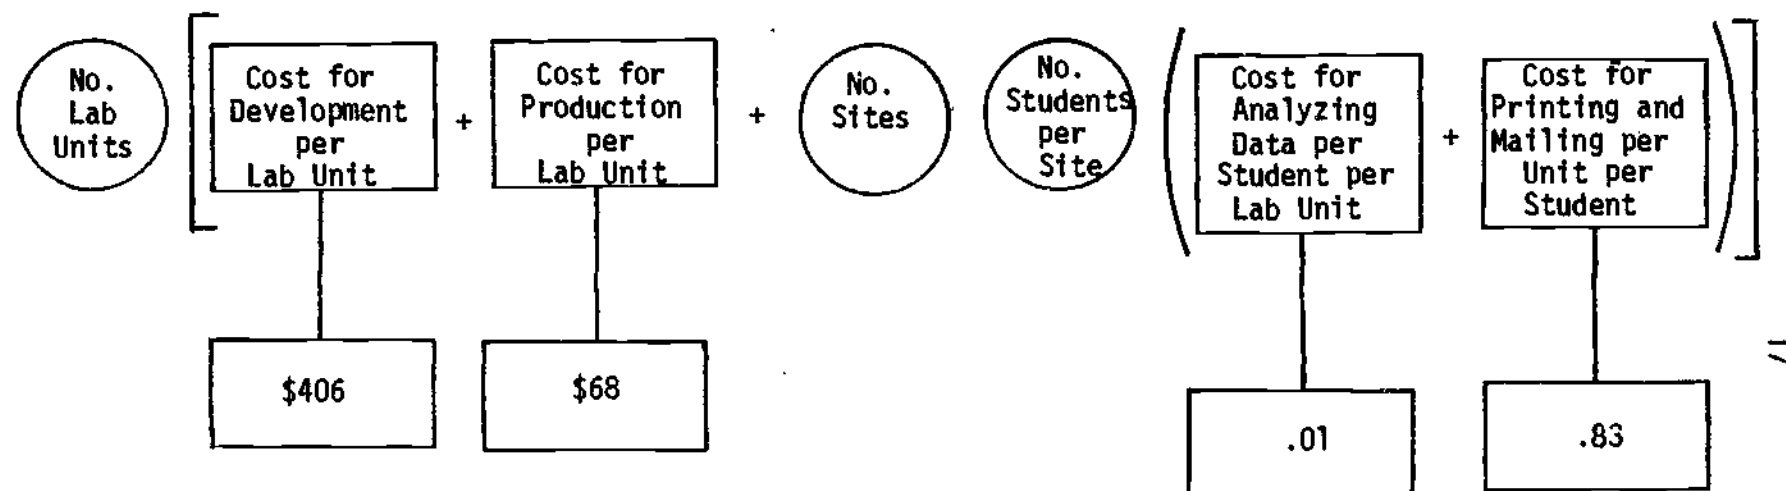 No.
Lab
Units
Cost for
Development
per
Lab Unit
+
Cost for
Production
per
Lab Unit
+
No.
Sites
No.
Students
per
Site
Cost for
Analyzing
Data per
Student per
Lab Unit
+
Cost for
Printing and
Mailing per
Unit per
Student
$406
$68
.01
.83
17